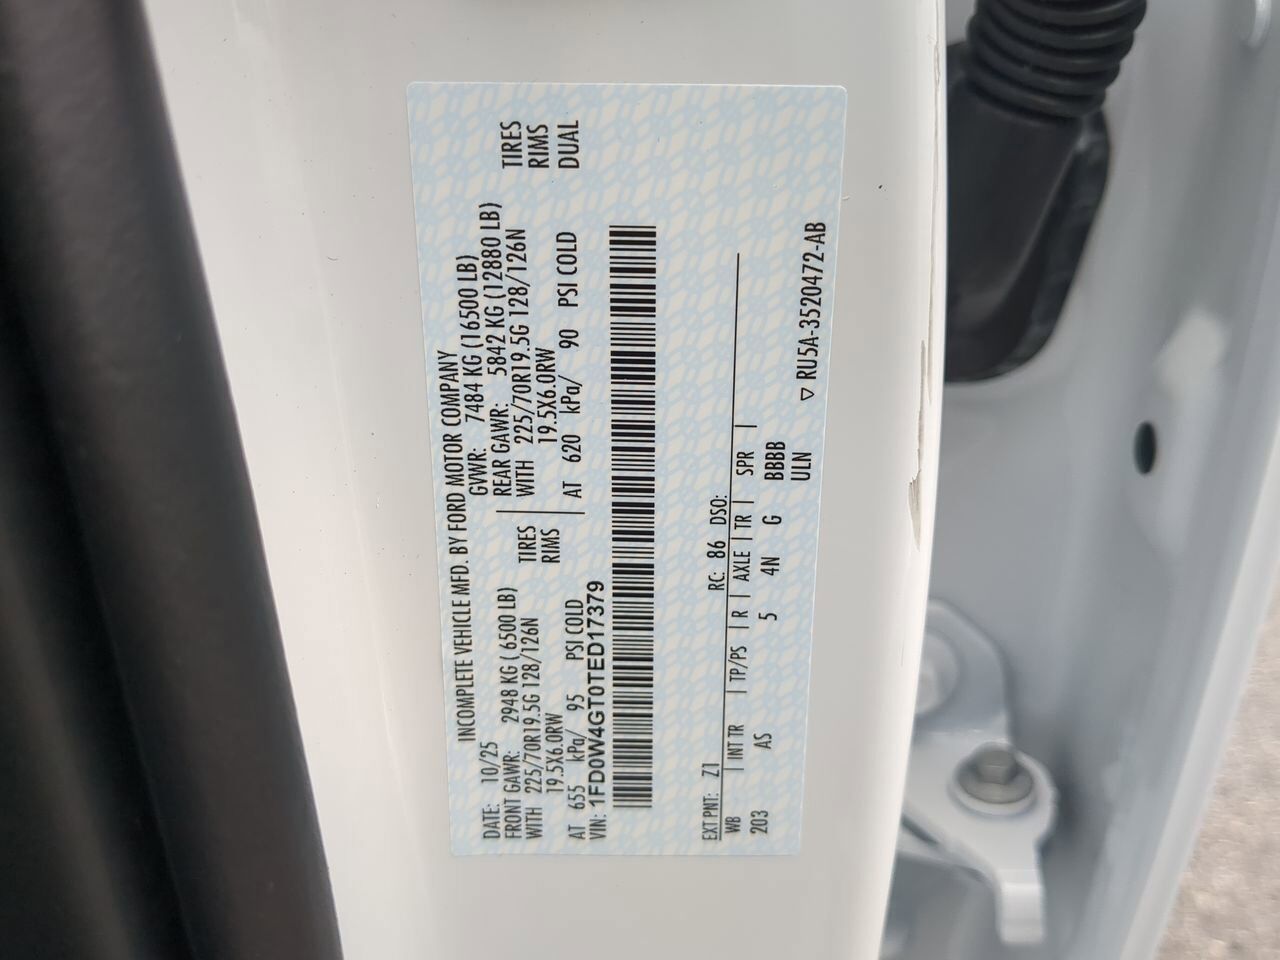 INCOMPLETE VEHICLE MFD. BY FORD MOTOR COMPANY
DATE: 10/25 GVWR: 7484 KG (16500 LB)
FRONT GAWR: 2948 KG ( 6500 LB) REAR GAWR: 5842 KG (12880 LB)
WITH 225/70R19.5G 128/126N TIRES WITH 225/70R19.5G 128/126N TIRES
19.5X6.0RW RIMS 19.5X6.0RW RIMS
AT 655 kPa/ 95 PSI COLD AT 620 kPa/ 90 PSI COLD DUAL
VIN: 1FD0W4GT0TED17379
EXT PNT: Z1 RC: 86 DSO:
WB INT TR TP/PS R AXLE TR SPR
203 AS 5 4N G BBBB
ULN
▽ RU5A-3520472-AB